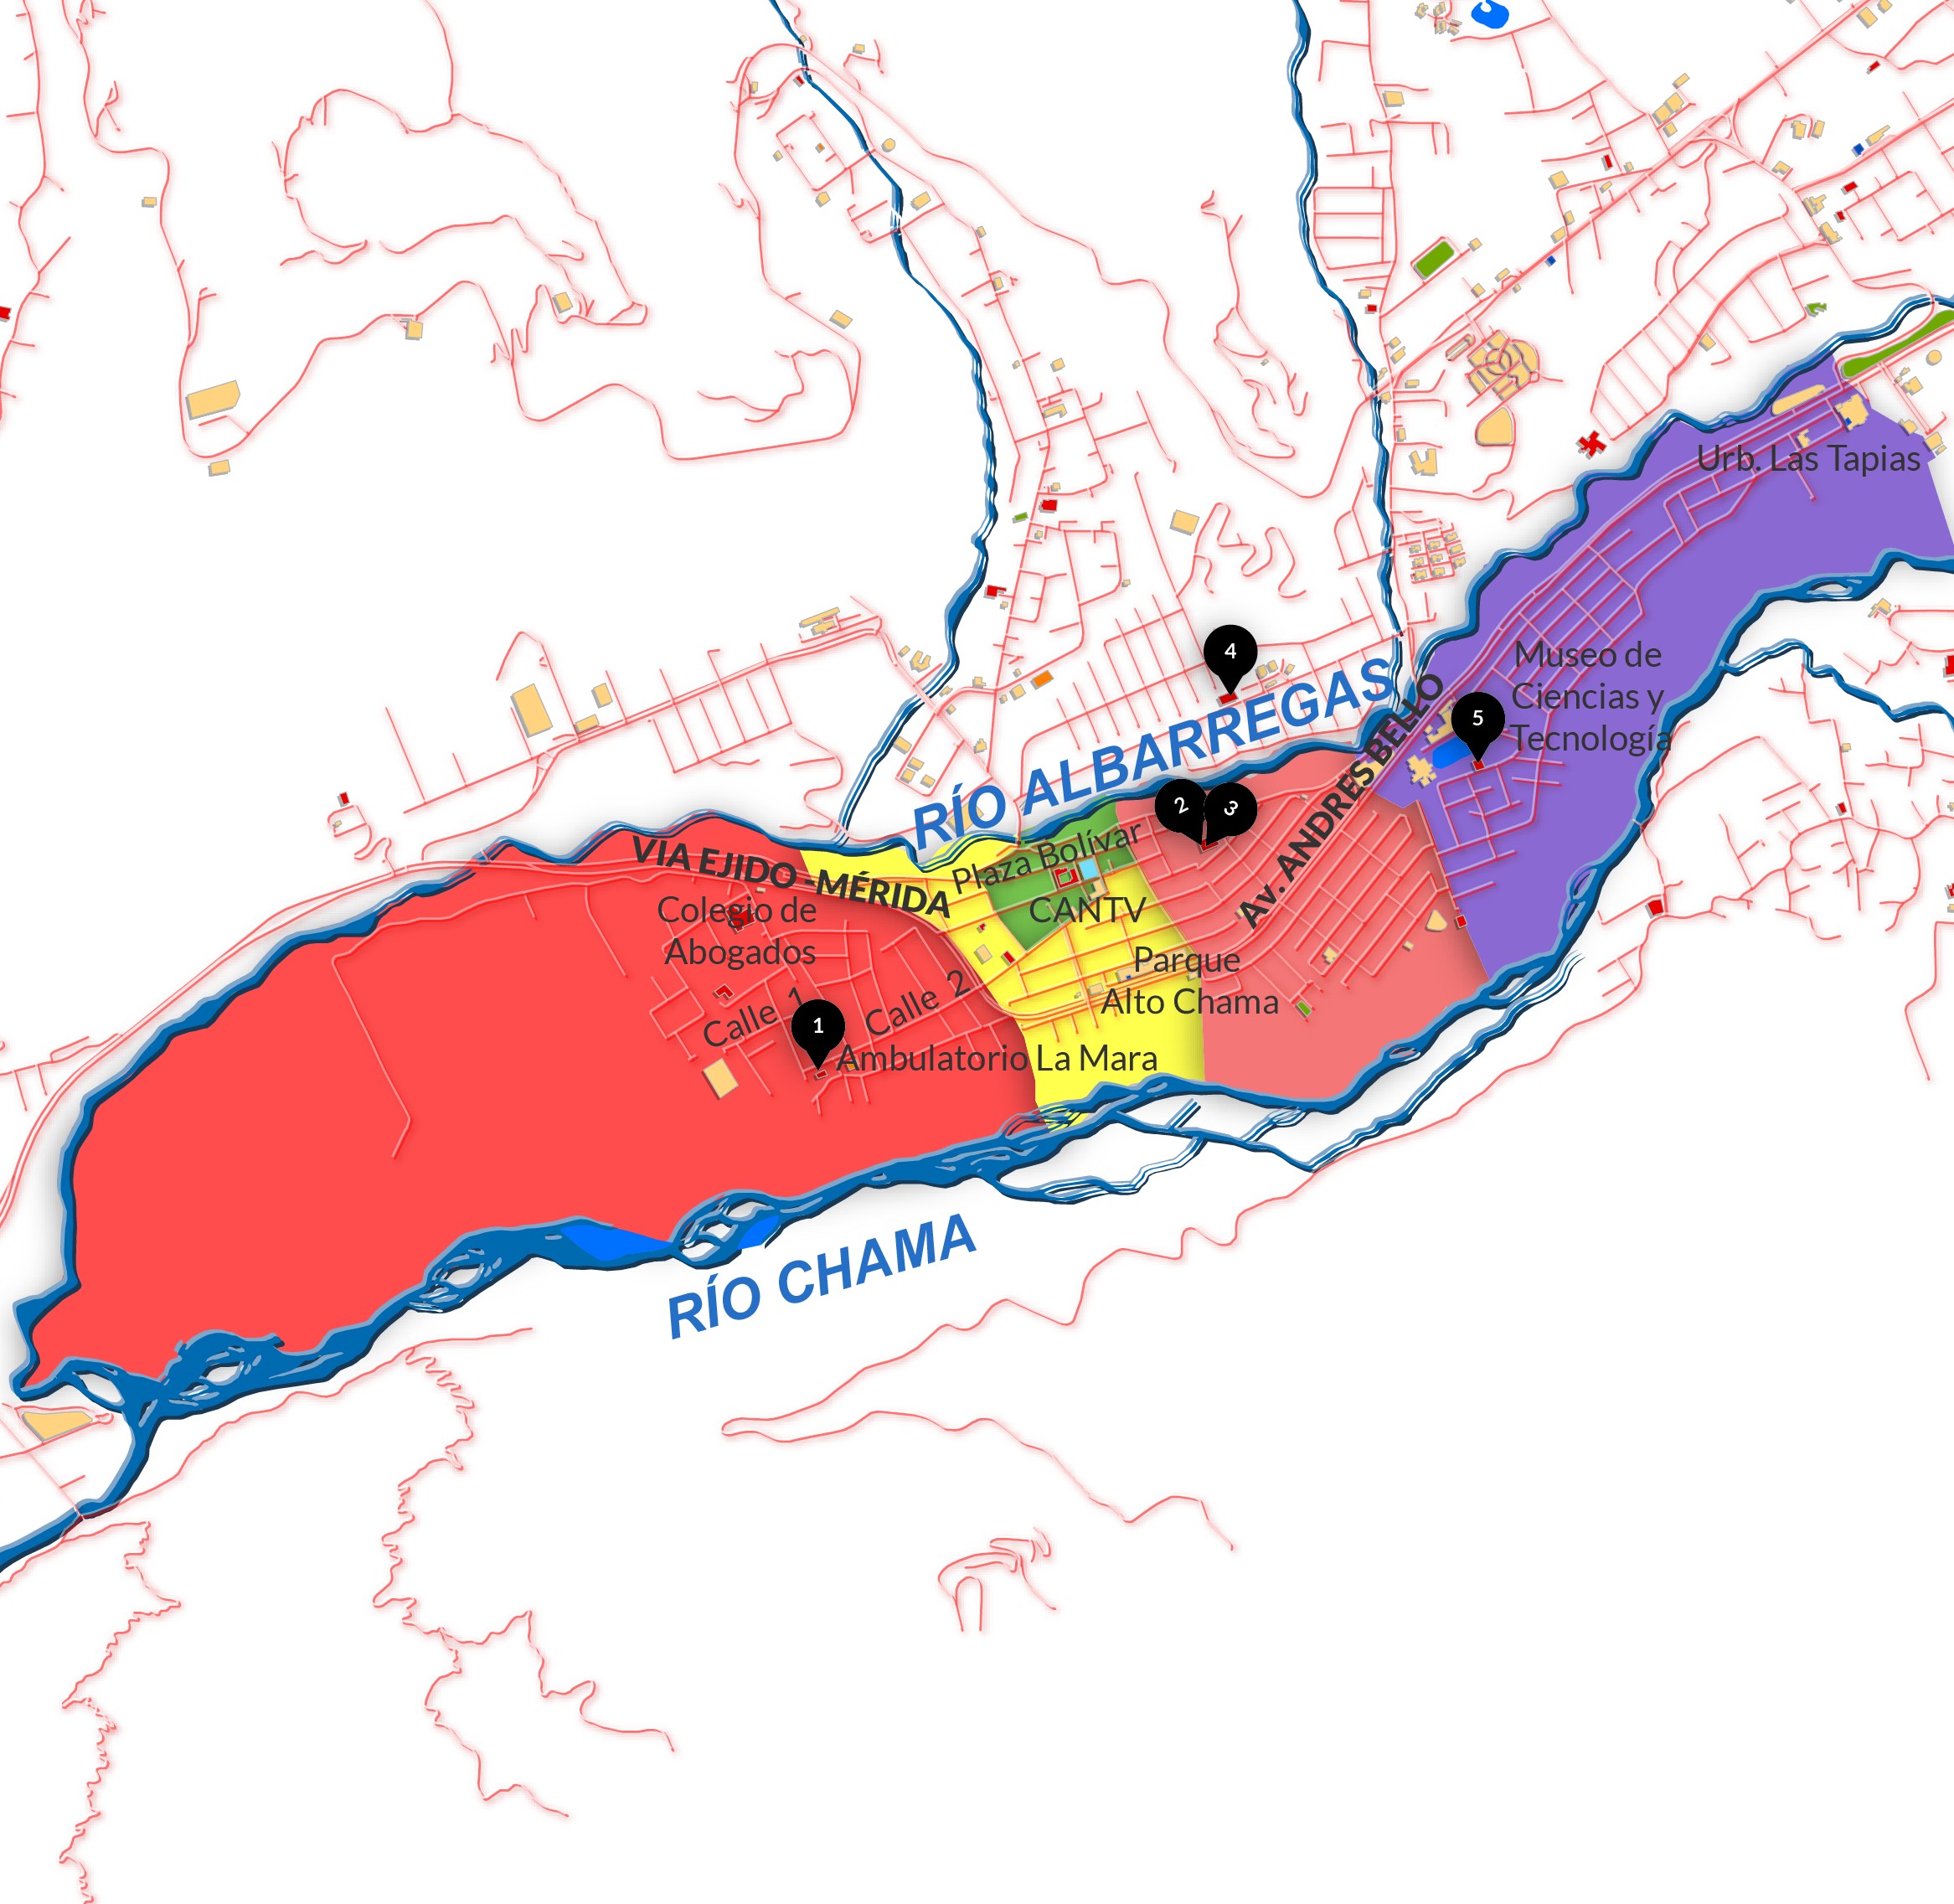 Urb. Las Tapias
4
Museo de
Ciencias y
Tecnología
5
RÍO ALBARREGAS
Av. ANDRES BELLO
2
3
VIA EJIDO -MÉRIDA
Plaza Bolívar
CANTV
Colegio de
Abogados
Parque
Alto Chama
Calle 1
Calle 2
1
Ambulatorio La Mara
RÍO CHAMA